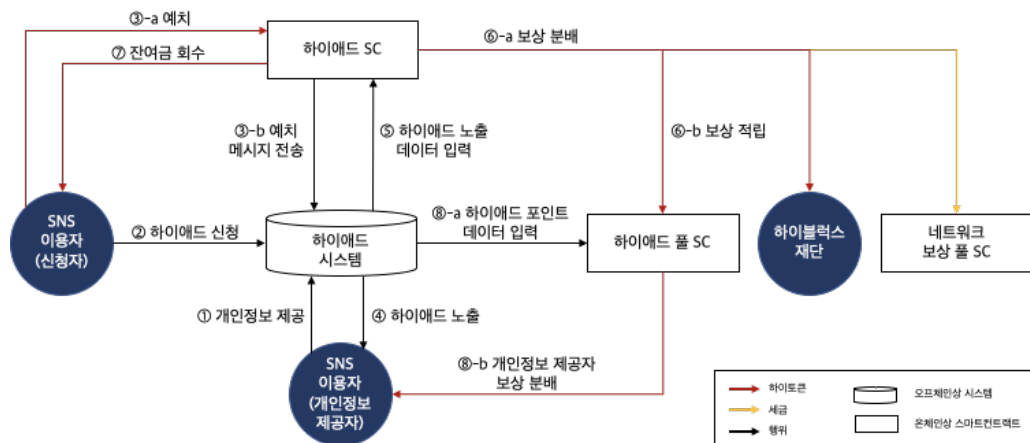 ③-a 예치
⑦ 잔여금 회수
하이애드 SC
⑥-a 보상 분배
③-b 예치
메시지 전송
⑤ 하이애드 노출
데이터 입력
⑥-b 보상 적립
SNS
이용자
(신청자)
② 하이애드 신청
하이애드
시스템
⑧-a 하이애드 포인트
데이터 입력
하이애드 풀 SC
하이블럭스
재단
네트워크
보상 풀 SC
① 개인정보 제공
④ 하이애드 노출
SNS
이용자
(개인정보
제공자)
⑧-b 개인정보 제공자
보상 분배
하이토큰
세금
행위
오프체인상 시스템
온체인상 스마트컨트랙트